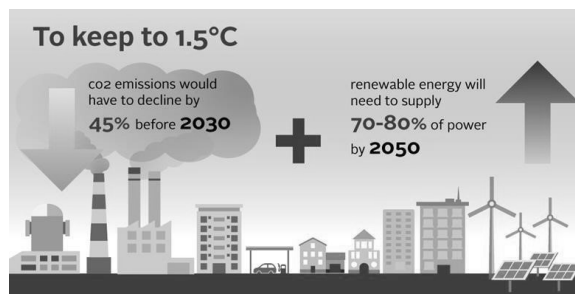 To keep to 1.5°C
co2 emissions would
have to decline by
45% before 2030
renewable energy will
need to supply
70-80% of power
by 2050